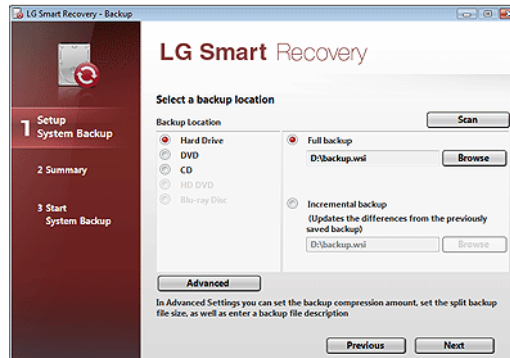 LG Smart Recovery - Backup
LG Smart Recovery
1 Setup
System Backup
2 Summary
3 Start
System Backup
Select a backup location
Backup Location
Scan
Hard Drive
DVD
CD
HD DVD
Blu-ray Disc
Full backup
D:\backup.wsi
Browse
Incremental backup
(Updates the differences from the previously
saved backup)
D:\backup.wsi
Browse
Advanced
In Advanced Settings you can set the backup compression amount, set the split backup
file size, as well as enter a backup file description
Previous
Next